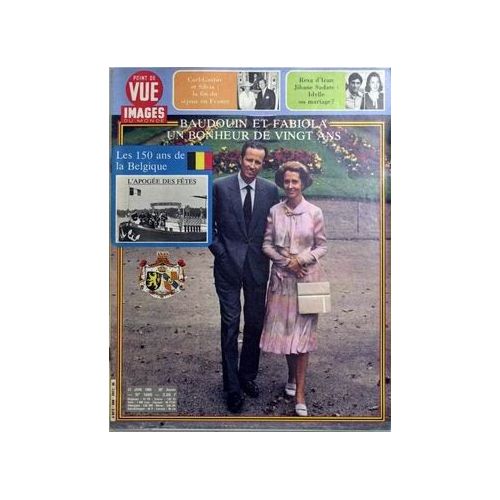 POINT DE
VUE
IMAGES
DU MONDE
Carl-Gustav
et Silvia :
la fin du
séjour en France
Reza d'Iran
Jihane Sadate :
Idylle
ou mariage?
BAUDOUIN ET FABIOLA
UN BONHEUR DE VINGT ANS
Les 150 ans de
la Belgique
L'APOGÉE DES FÊTES